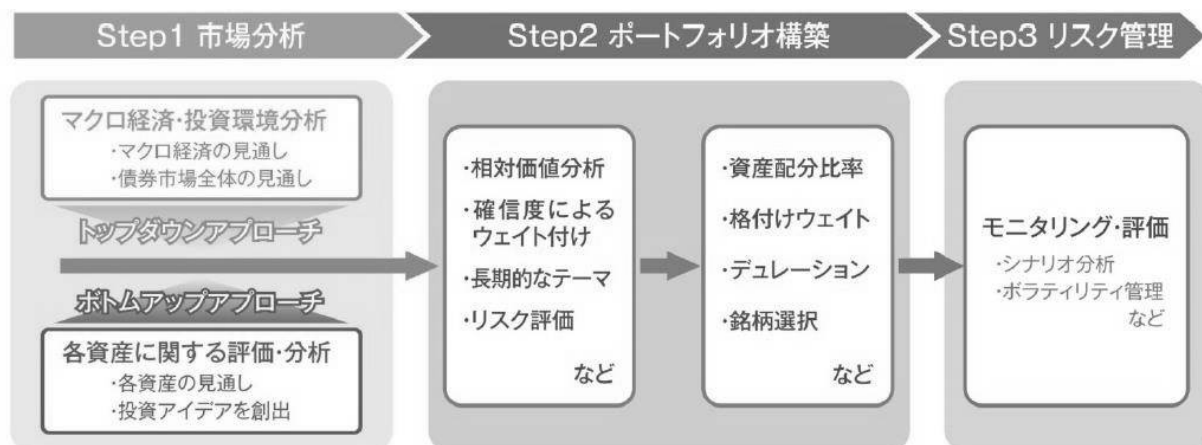 Step1 市場分析
Step2 ポートフォリオ構築
Step3 リスク管理
マクロ経済・投資環境分析
・マクロ経済の見通し
・債券市場全体の見通し
トップダウンアプローチ
ボトムアップアプローチ
各資産に関する評価・分析
・各資産の見通し
・投資アイデアを創出
・相対価値分析
・確信度による
ウェイト付け
・長期的なテーマ
・リスク評価
など
・資産配分比率
・格付けウェイト
・デュレーション
・銘柄選択
など
モニタリング・評価
・シナリオ分析
・ボラティリティ管理
など